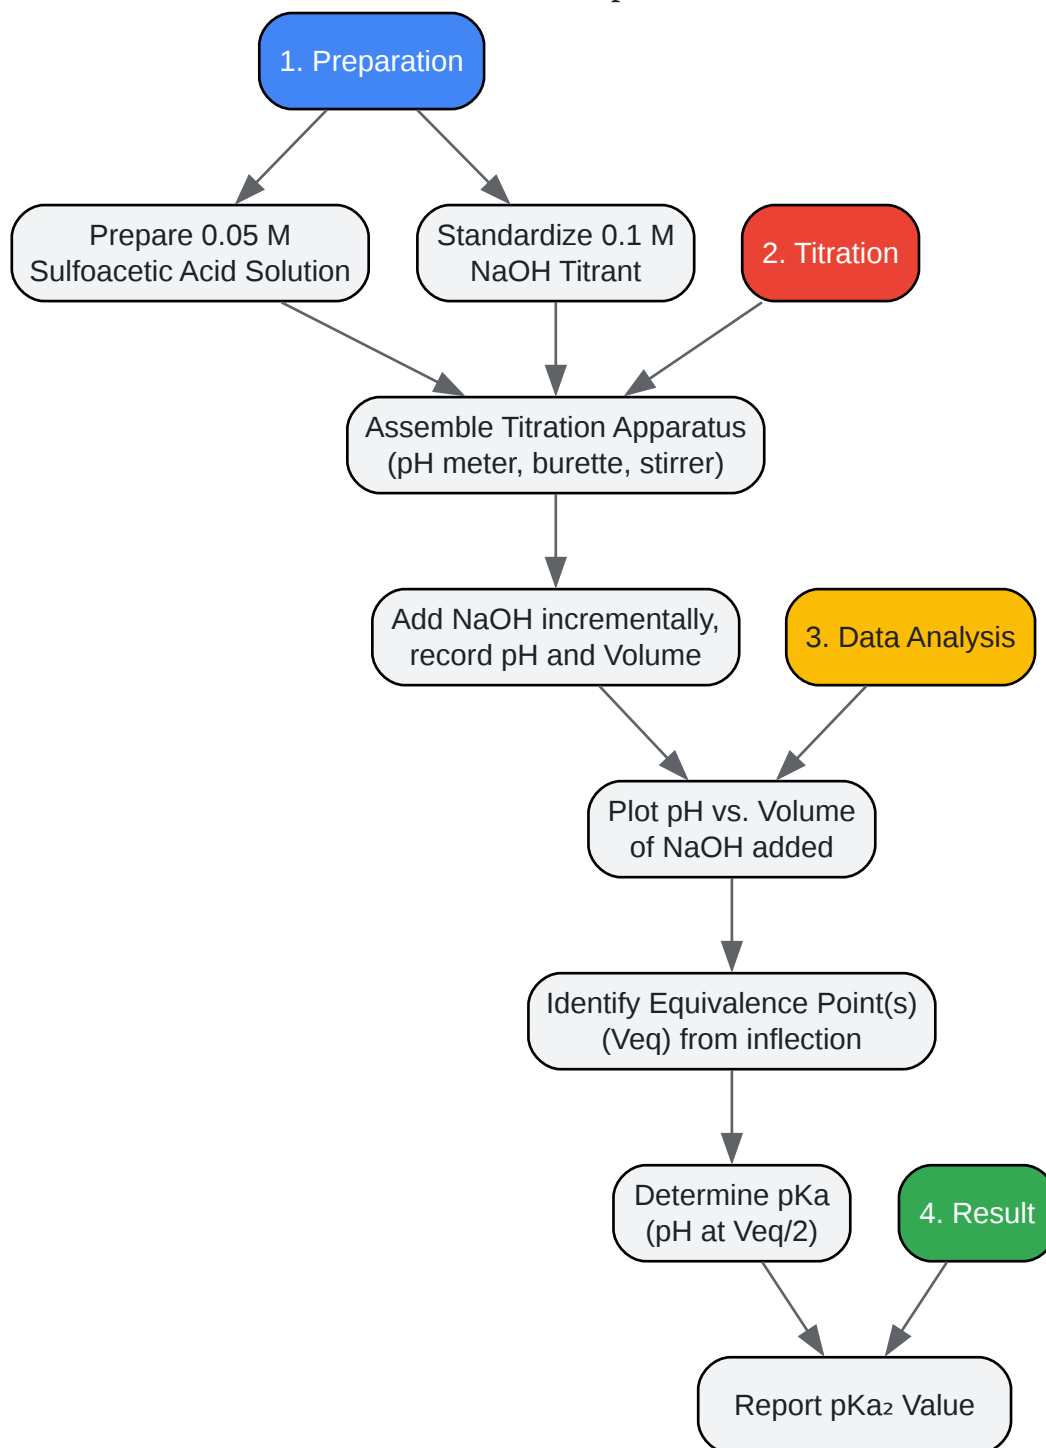 1. Preparation
Prepare 0.05 M
Sulfoacetic Acid Solution
Standardize 0.1 M
NaOH Titrant
2. Titration
Assemble Titration Apparatus
(pH meter, burette, stirrer)
Add NaOH incrementally,
record pH and Volume
3. Data Analysis
Plot pH vs. Volume
of NaOH added
Identify Equivalence Point(s)
(Veq) from inflection
Determine pKa
(pH at Veq/2)
4. Result
Report pKa₂ Value